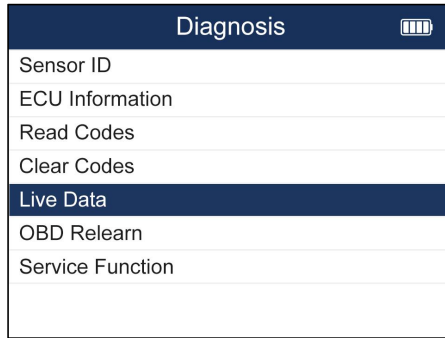 Diagnosis
Sensor ID
ECU Information
Read Codes
Clear Codes
Live Data
OBD Relearn
Service Function